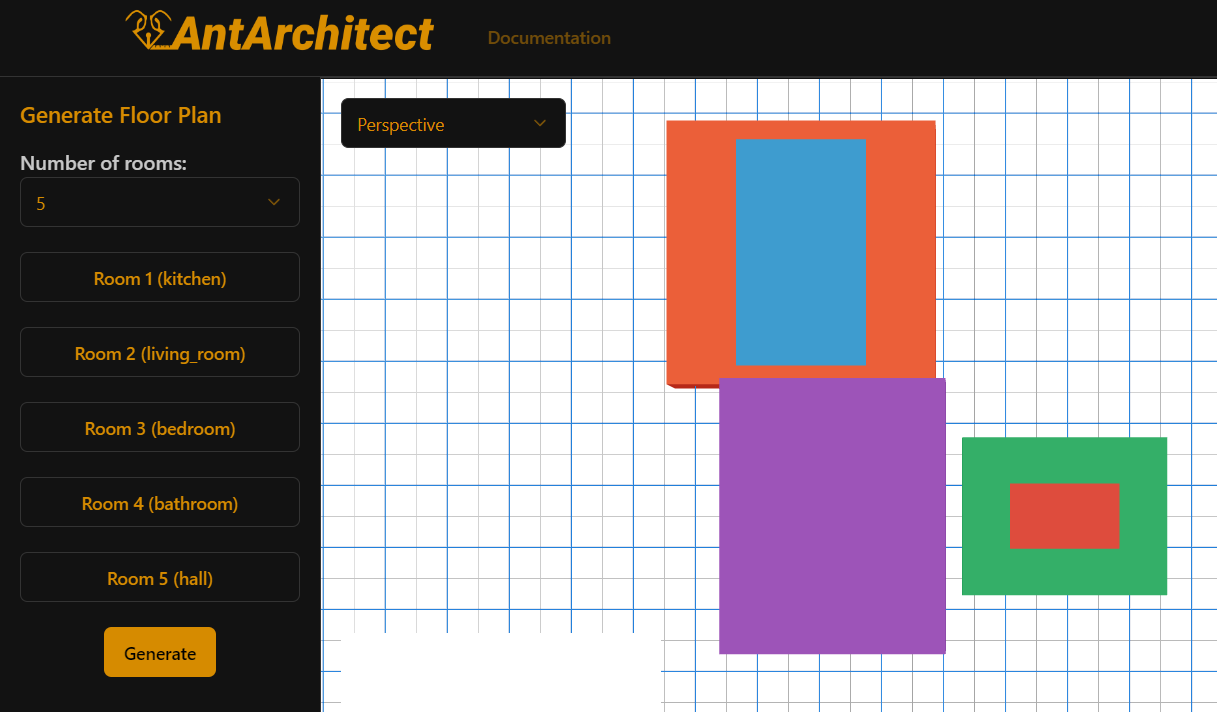 AntArchitect
Documentation
Generate Floor Plan
Number of rooms:
5
Room 1 (kitchen)
Room 2 (living_room)
Room 3 (bedroom)
Room 4 (bathroom)
Room 5 (hall)
Generate
Perspective